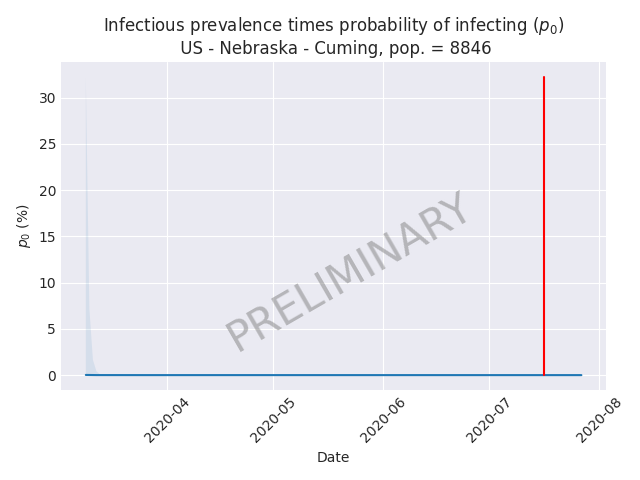 Infectious prevalence times probability of infecting (p₀)
US - Nebraska - Cuming, pop. = 8846
30
25
20
15
10
5
0
p₀ (%)
PRELIMINARY
2020-04
2020-05
2020-06
2020-07
2020-08
Date